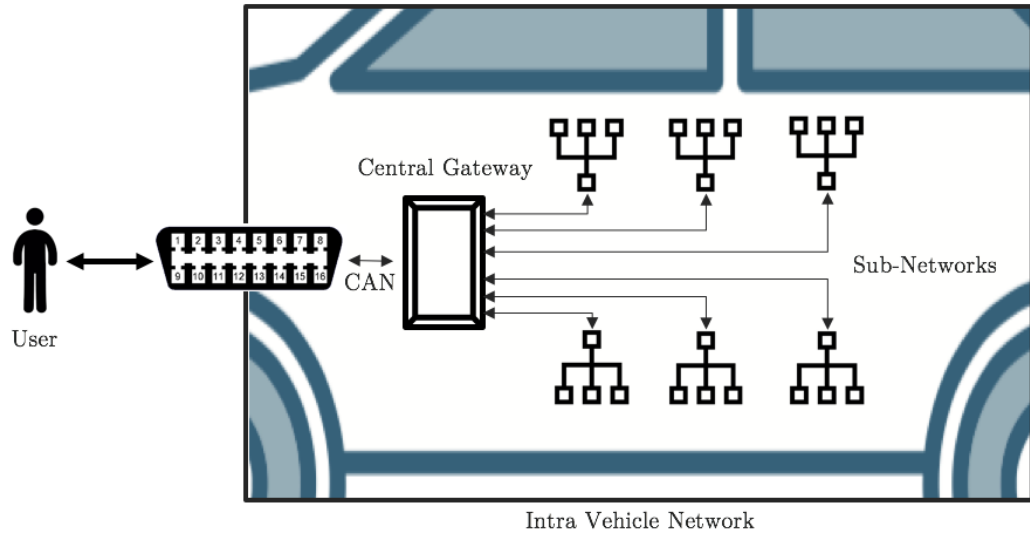 Central Gateway
1 2 3 4 5 6 7 8
9 10 11 12 13 14 15 16
CAN
Sub-Networks
User
Intra Vehicle Network